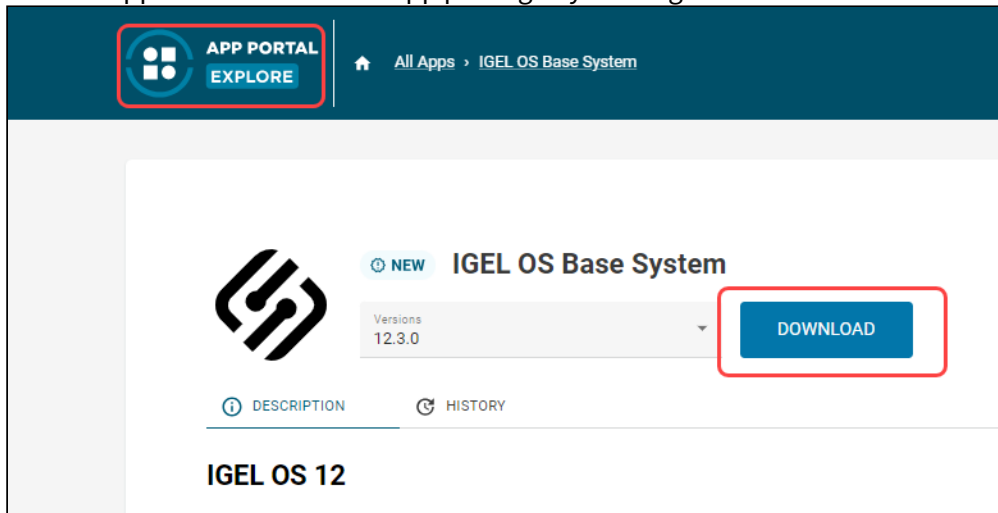 APP PORTAL
EXPLORE
All Apps › IGEL OS Base System
NEW IGEL OS Base System
Versions
12.3.0
DOWNLOAD
DESCRIPTION HISTORY
IGEL OS 12